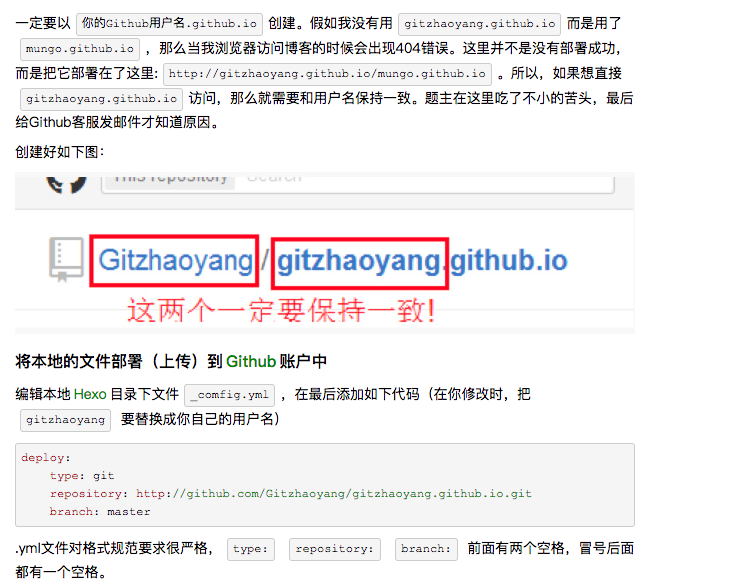 一定要以 你的Github用户名.github.io 创建。假如我没有用 gitzhaoyang.github.io 而是用了
mungo.github.io ，那么当我浏览器访问博客的时候会出现404错误。这里并不是没有部署成功，
而是把它部署在了这里: http://gitzhaoyang.github.io/mungo.github.io 。所以，如果想直接
gitzhaoyang.github.io 访问，那么就需要和用户名保持一致。题主在这里吃了不小的苦头，最后
给Github客服发邮件才知道原因。
创建好如下图：
This repository Search
Gitzhaoyang / gitzhaoyang.github.io
这两个一定要保持一致！
将本地的文件部署（上传）到 Github 账户中
编辑本地 Hexo 目录下文件 _comfig.yml ，在最后添加如下代码（在你修改时，把
gitzhaoyang 要替换成你自己的用户名）
deploy:
type: git
repository: http://github.com/Gitzhaoyang/gitzhaoyang.github.io.git
branch: master
.yml文件对格式规范要求很严格， type: repository: branch: 前面有两个空格，冒号后面
都有一个空格。